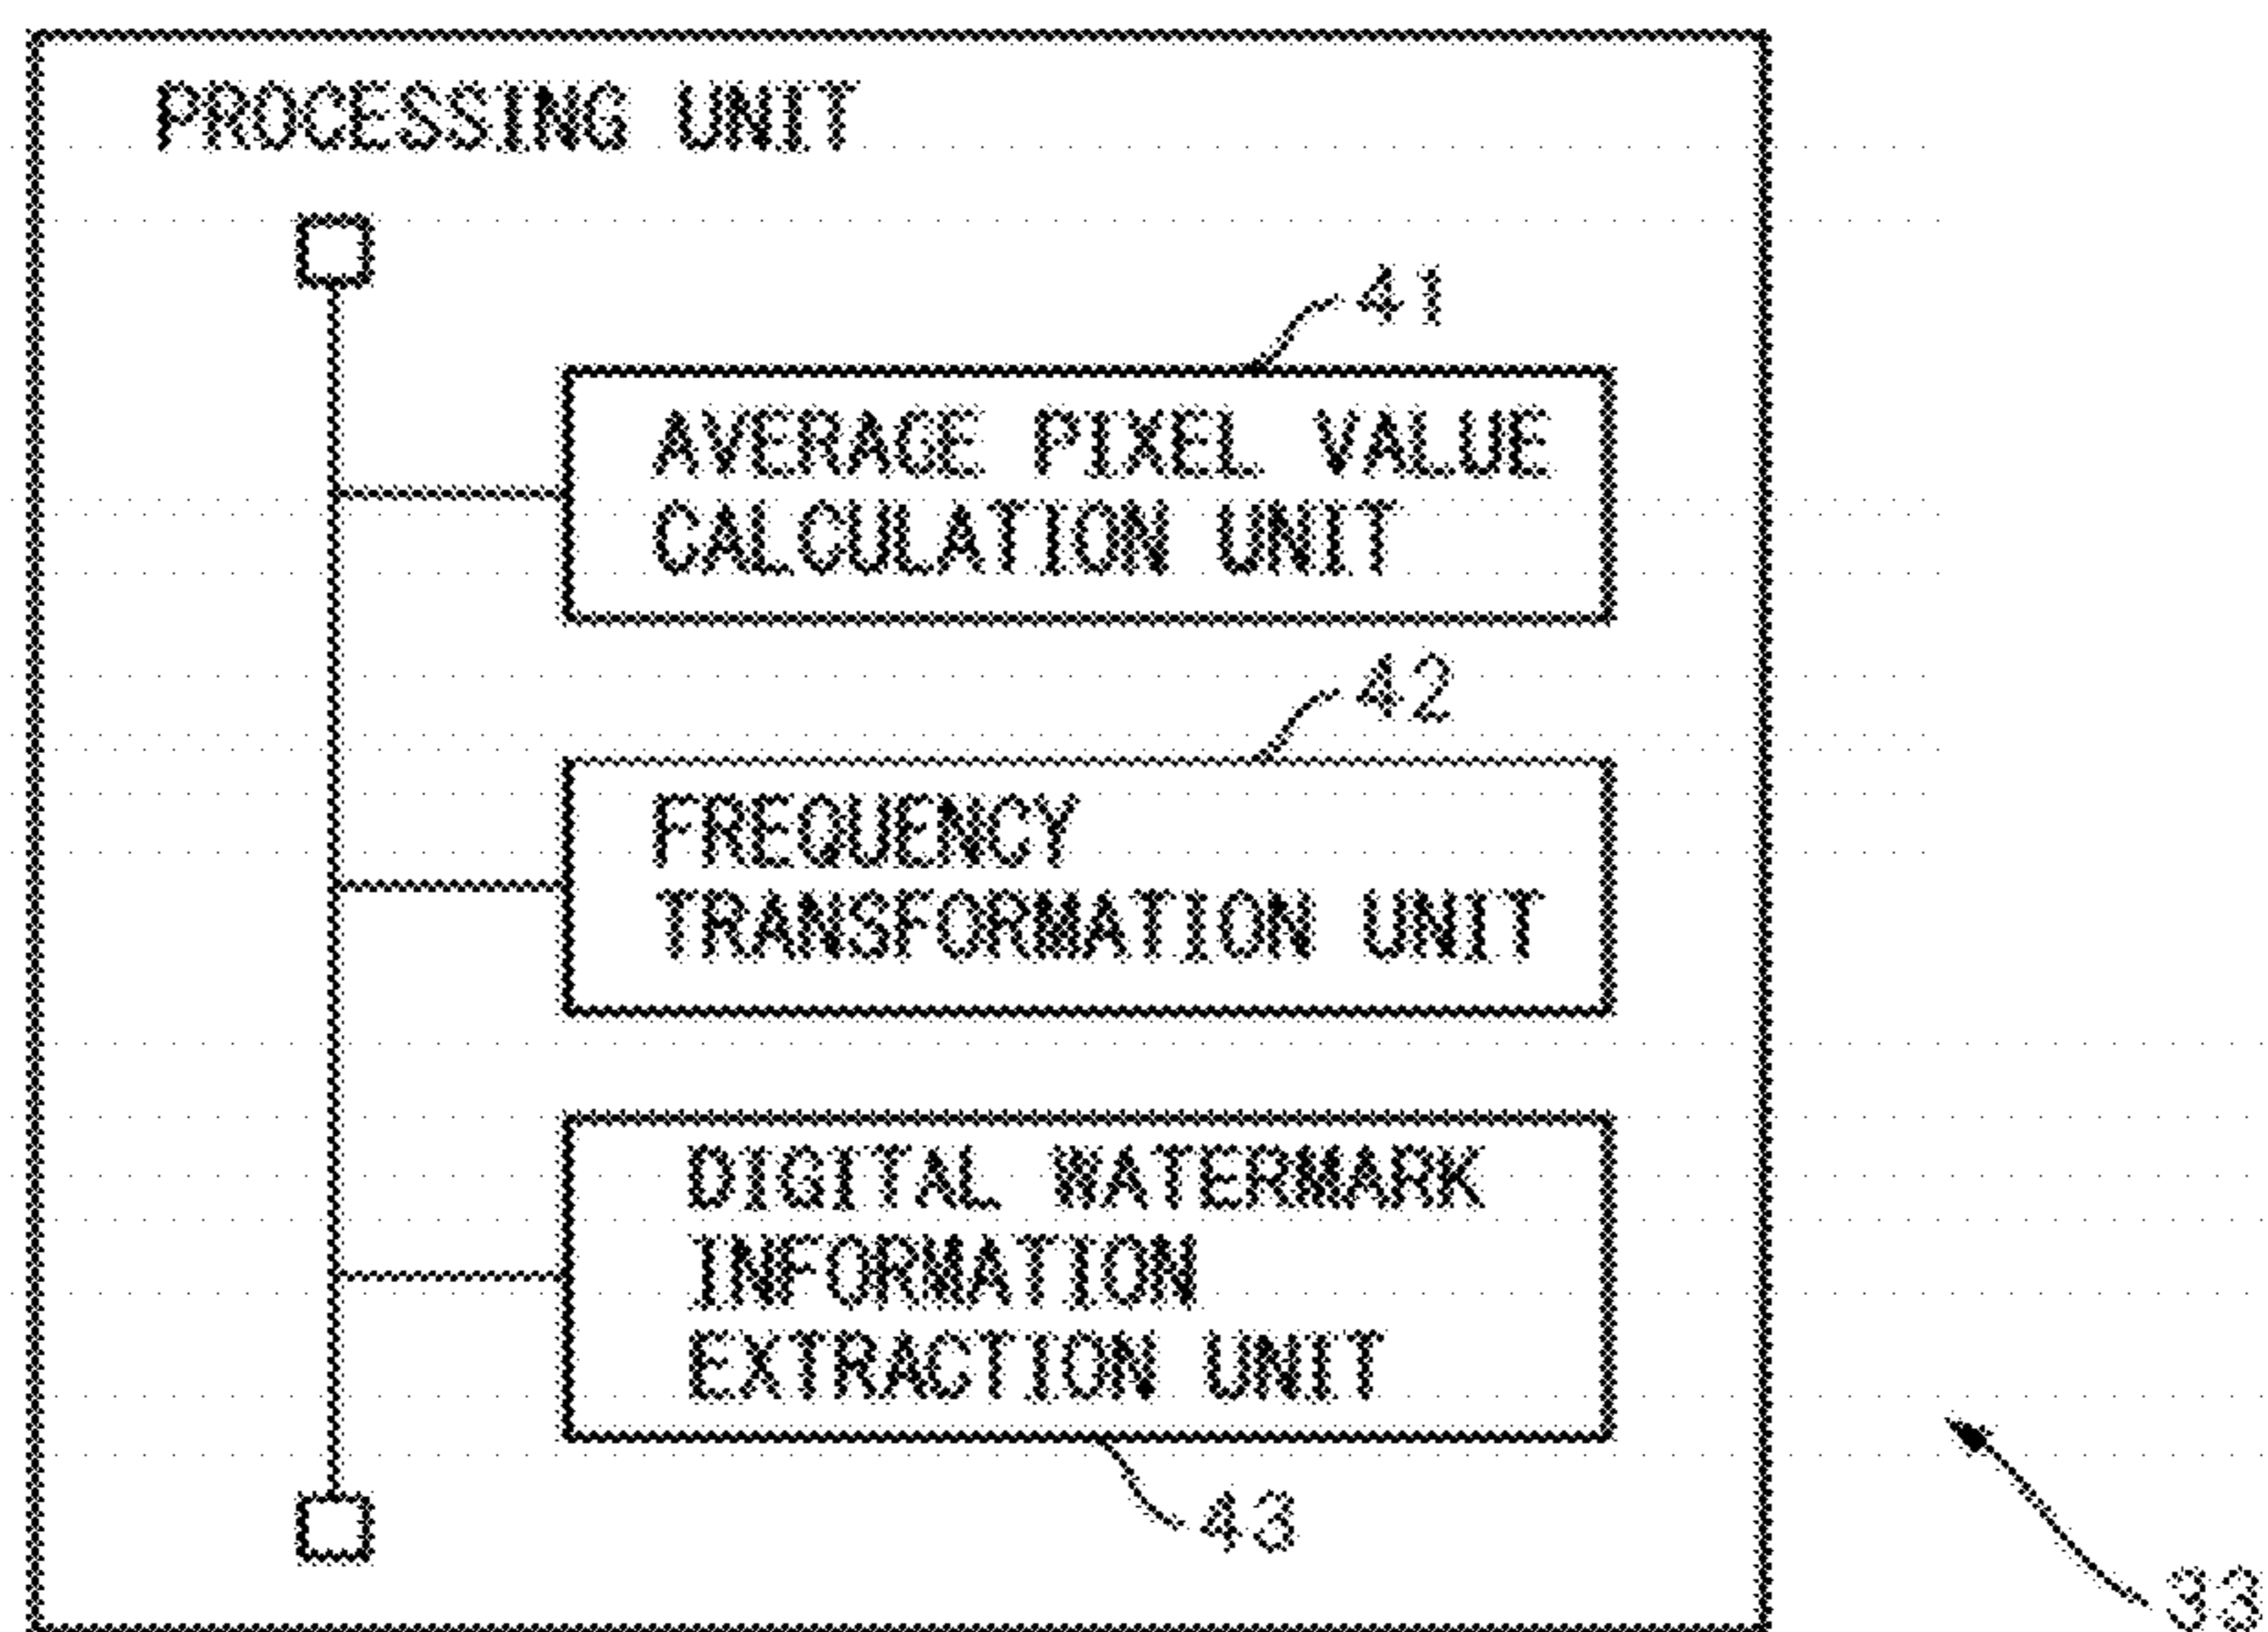 PROCESSING UNIT
41
AVERAGE PIXEL VALUE
CALCULATION UNIT
42
FREQUENCY
TRANSFORMATION UNIT
DIGITAL WATERMARK
INFORMATION
EXTRACTION UNIT
43
33